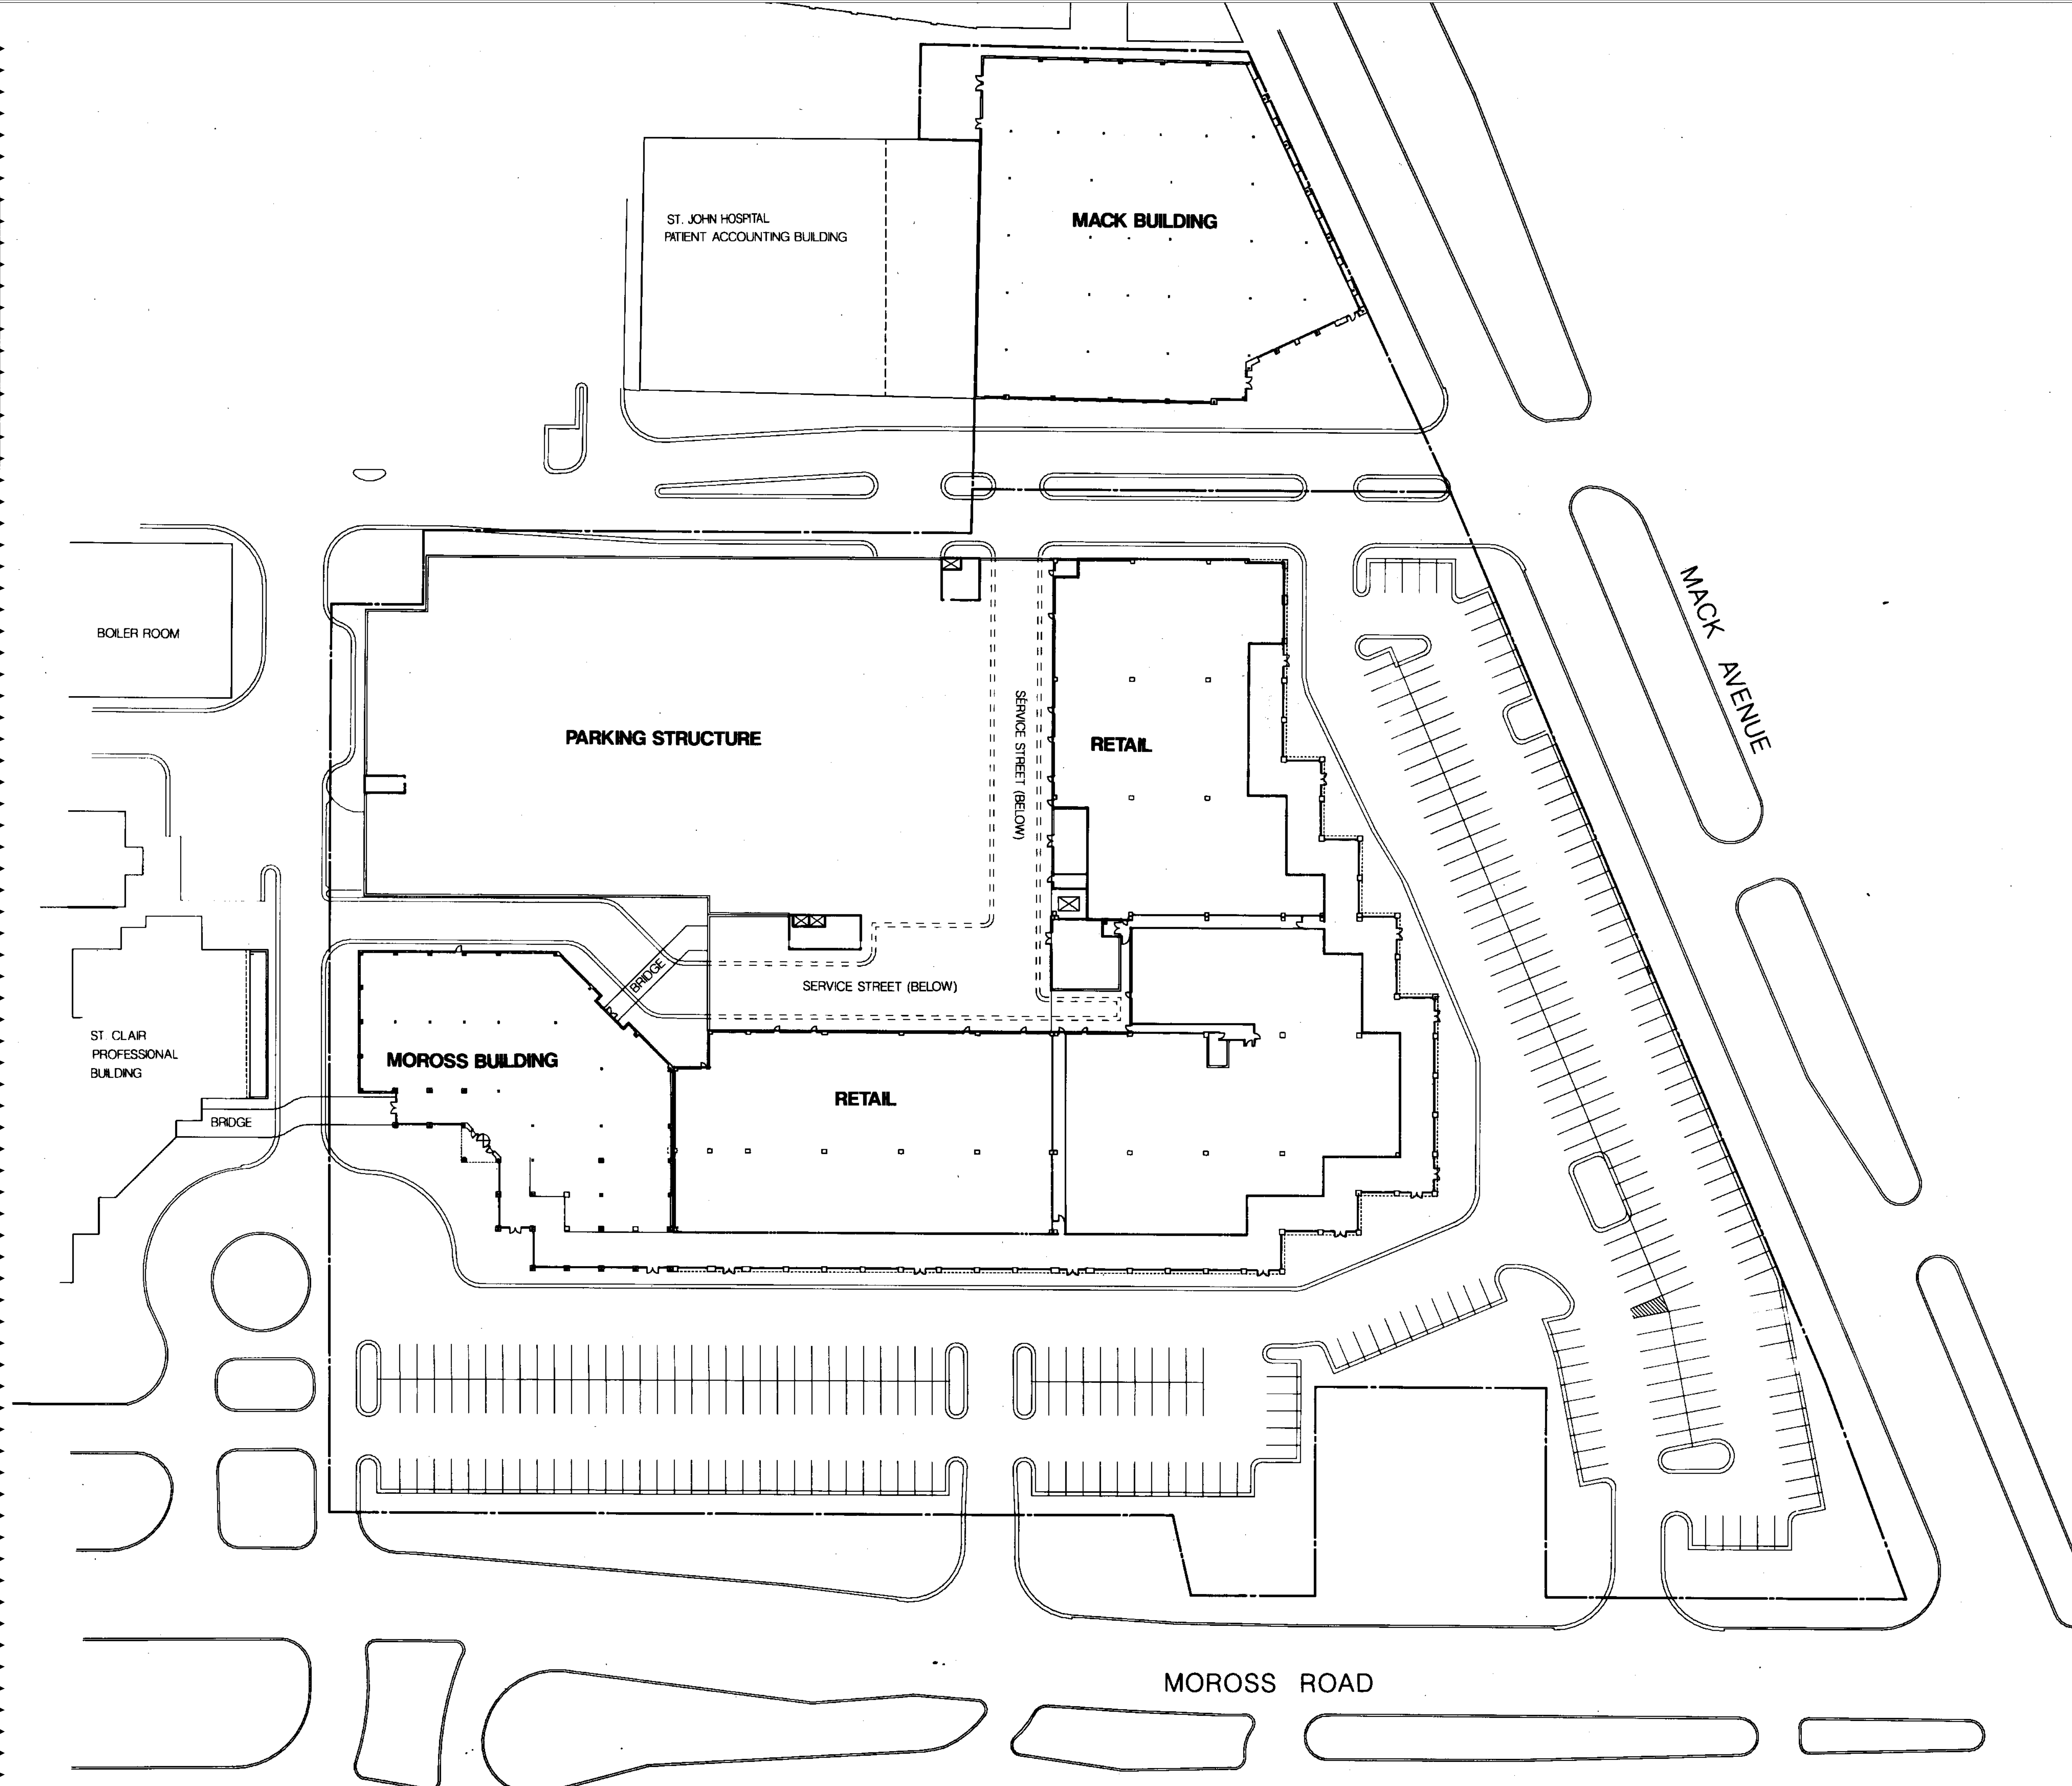 ST. JOHN HOSPITAL
PATIENT ACCOUNTING BUILDING
MACK BUILDING
MACK AVENUE
BOILER ROOM
PARKING STRUCTURE
SERVICE STREET (BELOW)
RETAIL
BRIDGE
SERVICE STREET (BELOW)
ST. CLAIR
PROFESSIONAL
BUILDING
MOROSS BUILDING
RETAIL
BRIDGE
MOROSS ROAD